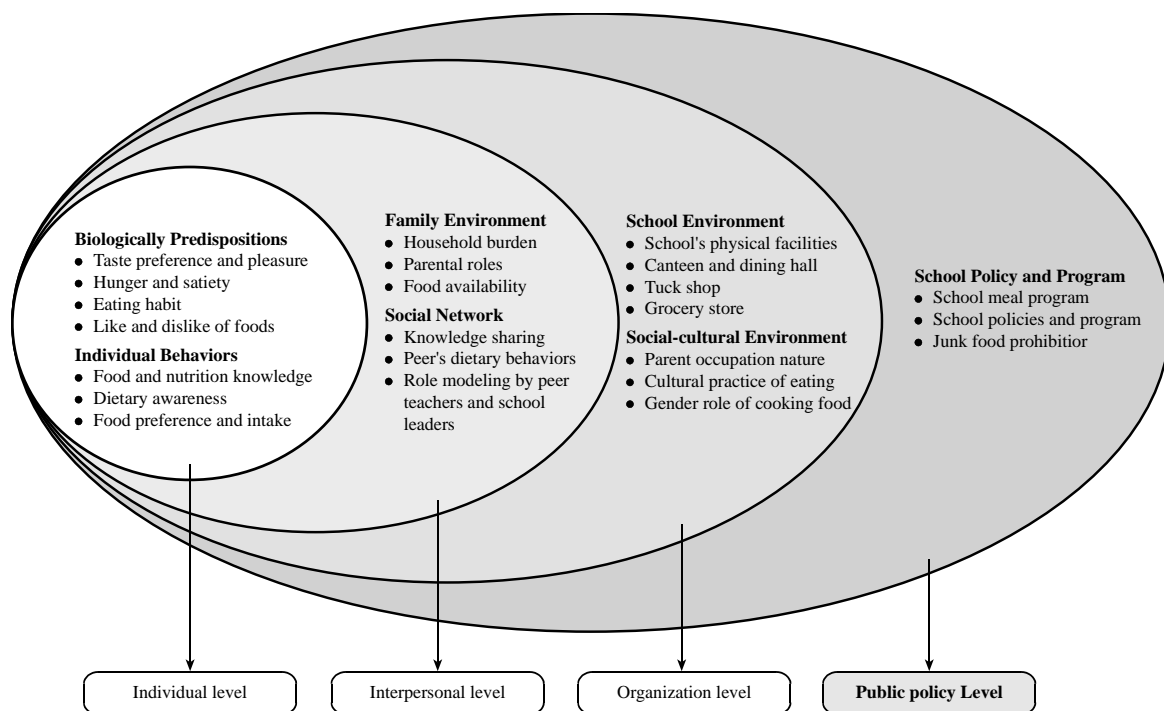 Biologically Predispositions
● Taste preference and pleasure
● Hunger and satiety
● Eating habit
● Like and dislike of foods
Individual Behaviors
● Food and nutrition knowledge
● Dietary awareness
● Food preference and intake
Family Environment
● Household burden
● Parental roles
● Food availability
Social Network
● Knowledge sharing
● Peer's dietary behaviors
● Role modeling by peer
teachers and school
leaders
School Environment
● School's physical facilities
● Canteen and dining hall
● Tuck shop
● Grocery store
Social-cultural Environment
● Parent occupation nature
● Cultural practice of eating
● Gender role of cooking food
School Policy and Program
● School meal program
● School policies and program
● Junk food prohibitior
Individual level
Interpersonal level
Organization level
Public policy Level